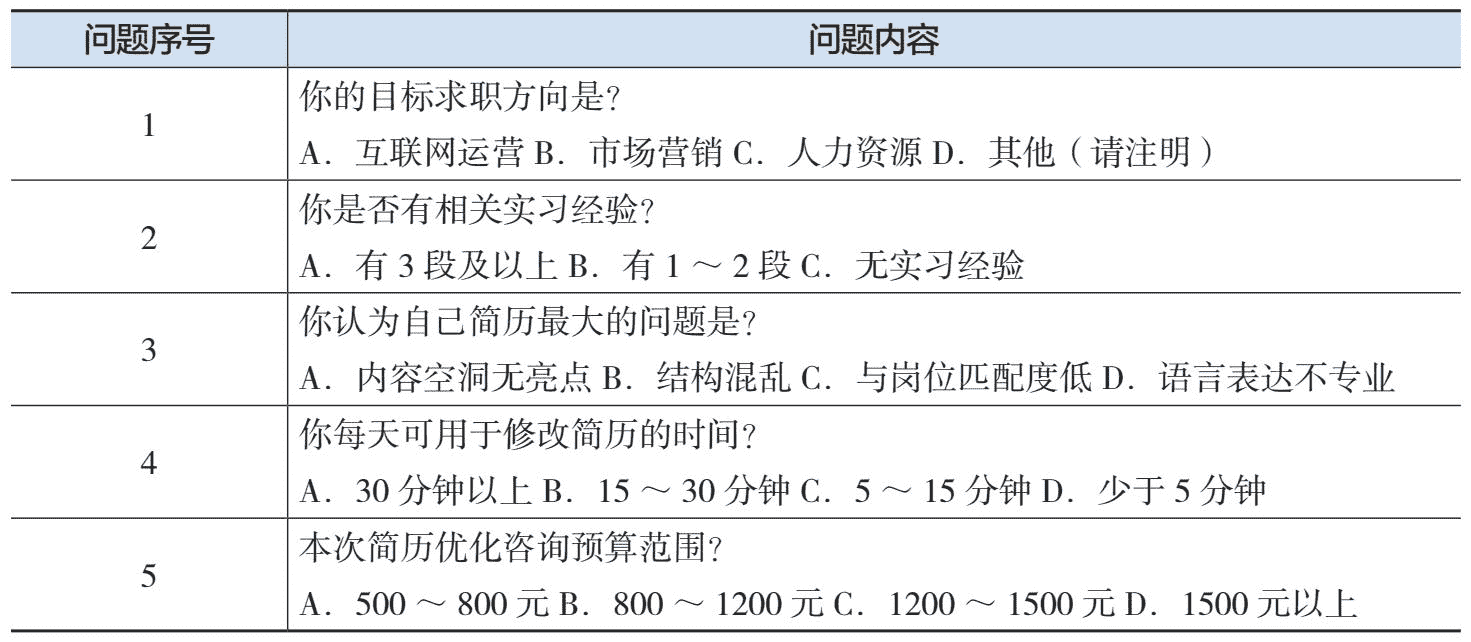 问题序号 问题内容
1
你的目标求职方向是？
A．互联网运营 B．市场营销 C．人力资源 D．其他（请注明）
2
你是否有相关实习经验？
A．有 3 段及以上 B．有 1～2 段 C．无实习经验
3
你认为自己简历最大的问题是？
A．内容空洞无亮点 B．结构混乱 C．与岗位匹配度低 D．语言表达不专业
4
你每天可用于修改简历的时间？
A．30 分钟以上 B．15～30 分钟 C．5～15 分钟 D．少于 5 分钟
5
本次简历优化咨询预算范围？
A．500～800 元 B．800～1200 元 C．1200～1500 元 D．1500 元以上